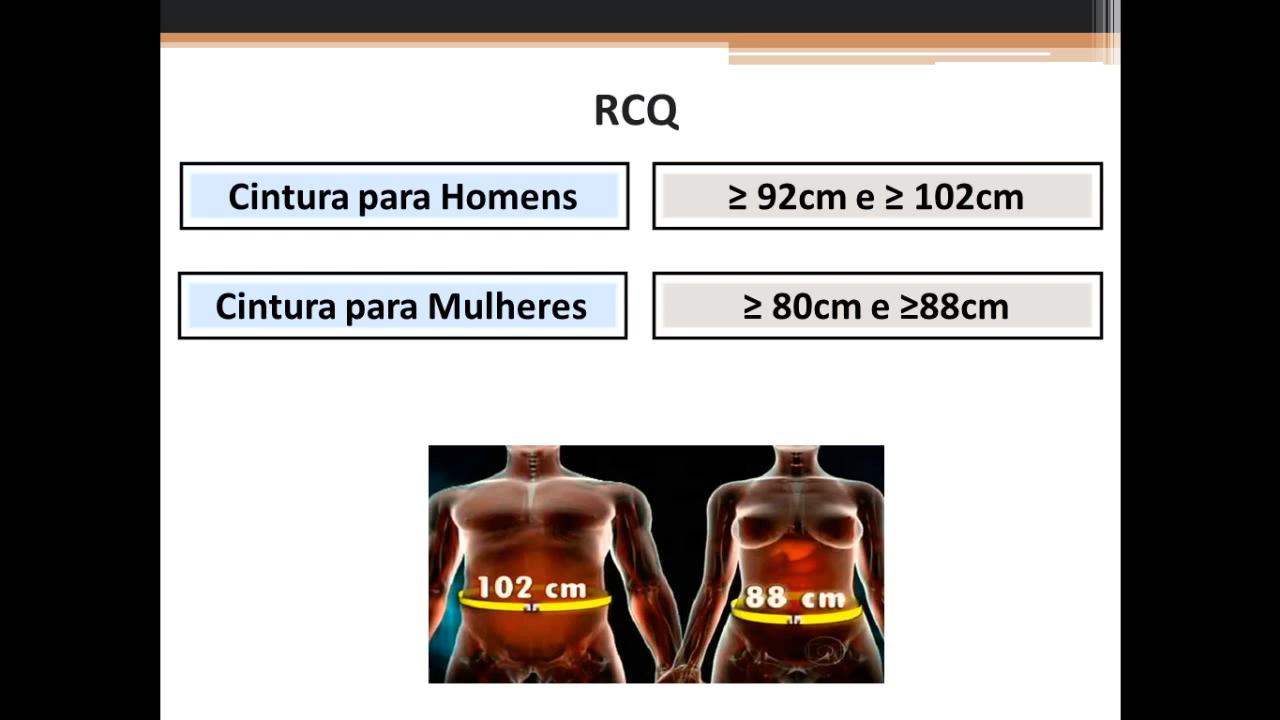 RCQ
Cintura para Homens
≥ 92cm e ≥ 102cm
Cintura para Mulheres
≥ 80cm e ≥88cm
102 cm
88 cm